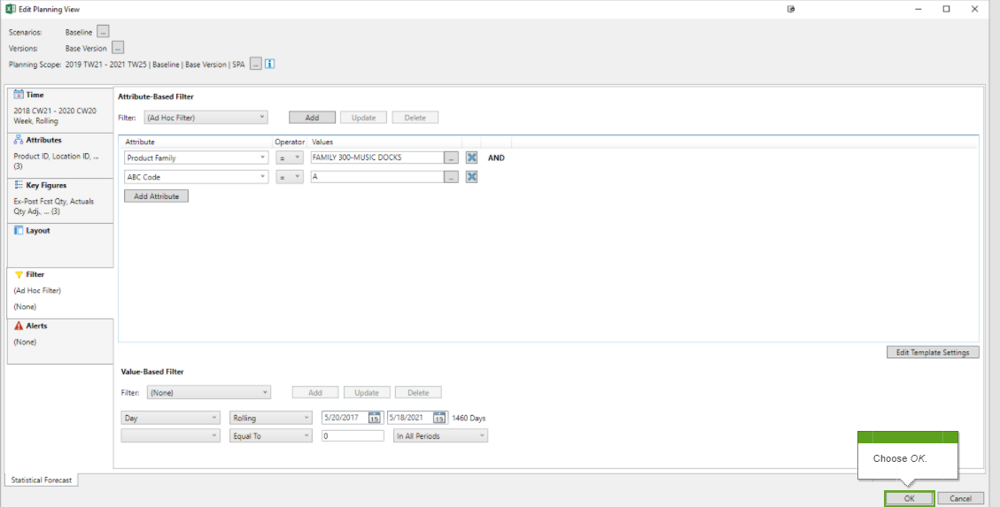 Edit Planning View
Scenarios: Baseline ...
Versions: Base Version ...
Planning Scope: 2019 TW21 - 2021 TW25 | Baseline | Base Version | SPA ...
Time
2018 CW21 - 2020 CW20
Week, Rolling
Attributes
Product ID, Location ID, ...
(3)
Key Figures
Ex-Post Fcst Qty, Actuals
Qty Adj., ... (3)
Layout
Filter
(Ad Hoc Filter)
(None)
Alerts
(None)
Attribute-Based Filter
Filter: (Ad Hoc Filter) Add Update Delete
Attribute Operator Values
Product Family = FAMILY 300-MUSIC DOCKS ... AND
ABC Code = A ...
Add Attribute
Edit Template Settings
Value-Based Filter
Filter: (None) Add Update Delete
Day Rolling 5/20/2017 15 5/18/2021 15 1460 Days
Equal To 0 In All Periods
Choose OK.
Statistical Forecast
OK Cancel